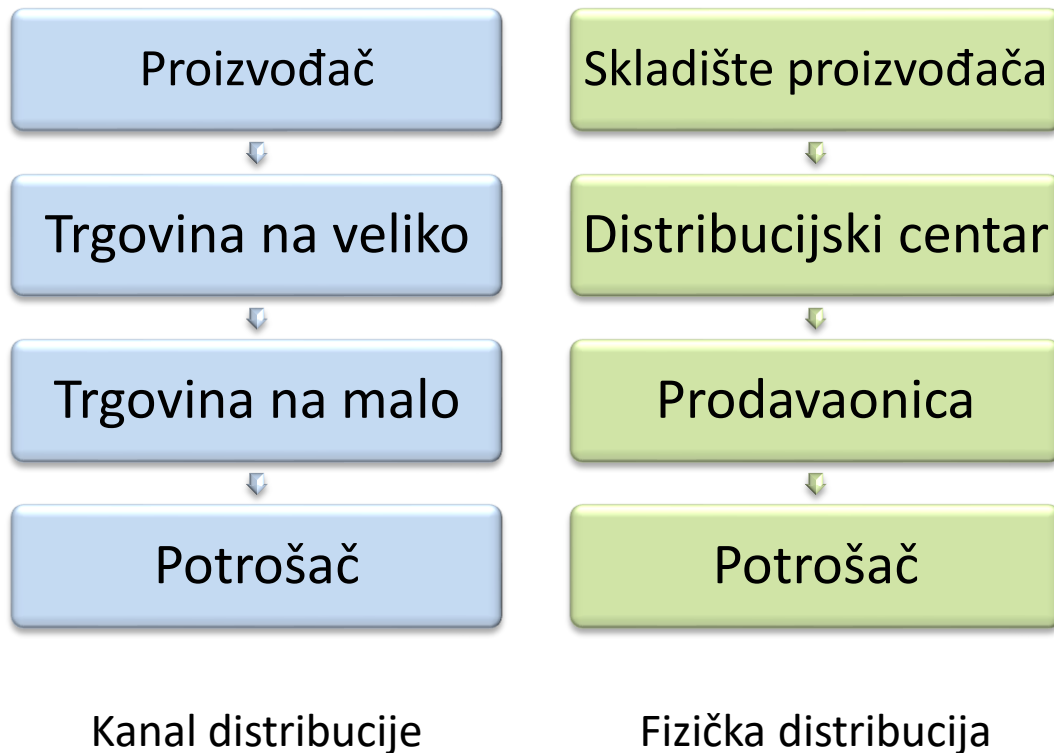 Proizvođač
Trgovina na veliko
Trgovina na malo
Potrošač
Kanal distribucije
Skladište proizvođača
Distribucijski centar
Prodavaonica
Potrošač
Fizička distribucija